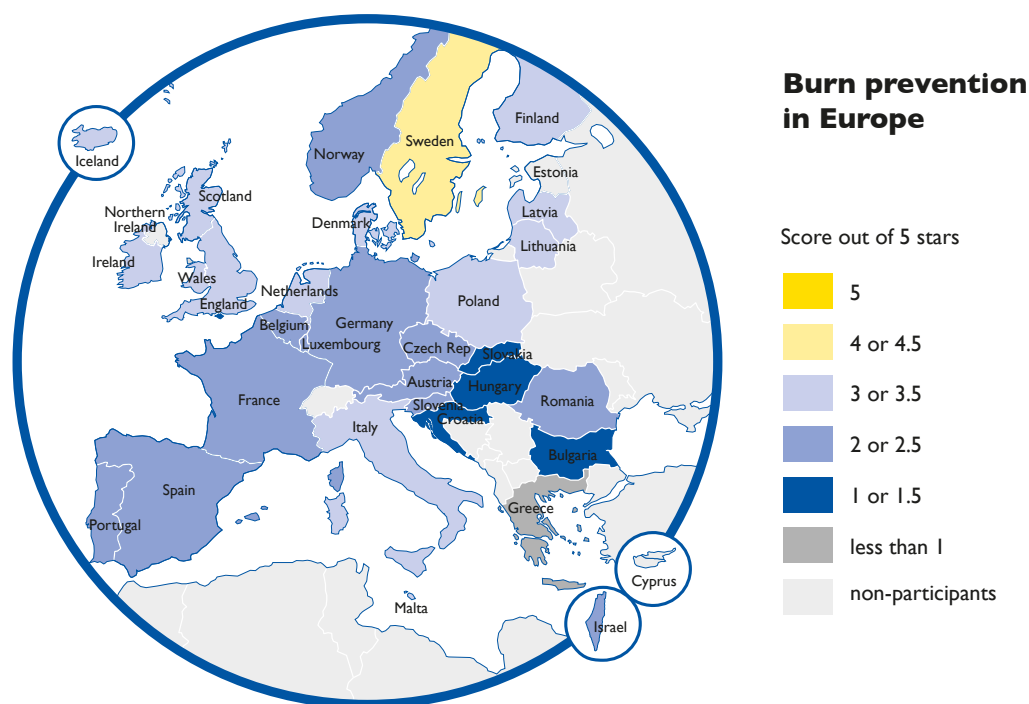 Burn prevention
in Europe
Score out of 5 stars
5
4 or 4.5
3 or 3.5
2 or 2.5
1 or 1.5
less than 1
non-participants
Iceland
Finland
Sweden
Norway
Estonia
Scotland
Latvia
Northern
Ireland
Denmark
Lithuania
Ireland
Wales
Netherlands
England
Poland
Belgium
Germany
Luxembourg
Czech Rep
Slovakia
Austria
Hungary
France
Slovenia
Romania
Croatia
Italy
Bulgaria
Spain
Greece
Portugal
Cyprus
Malta
Israel